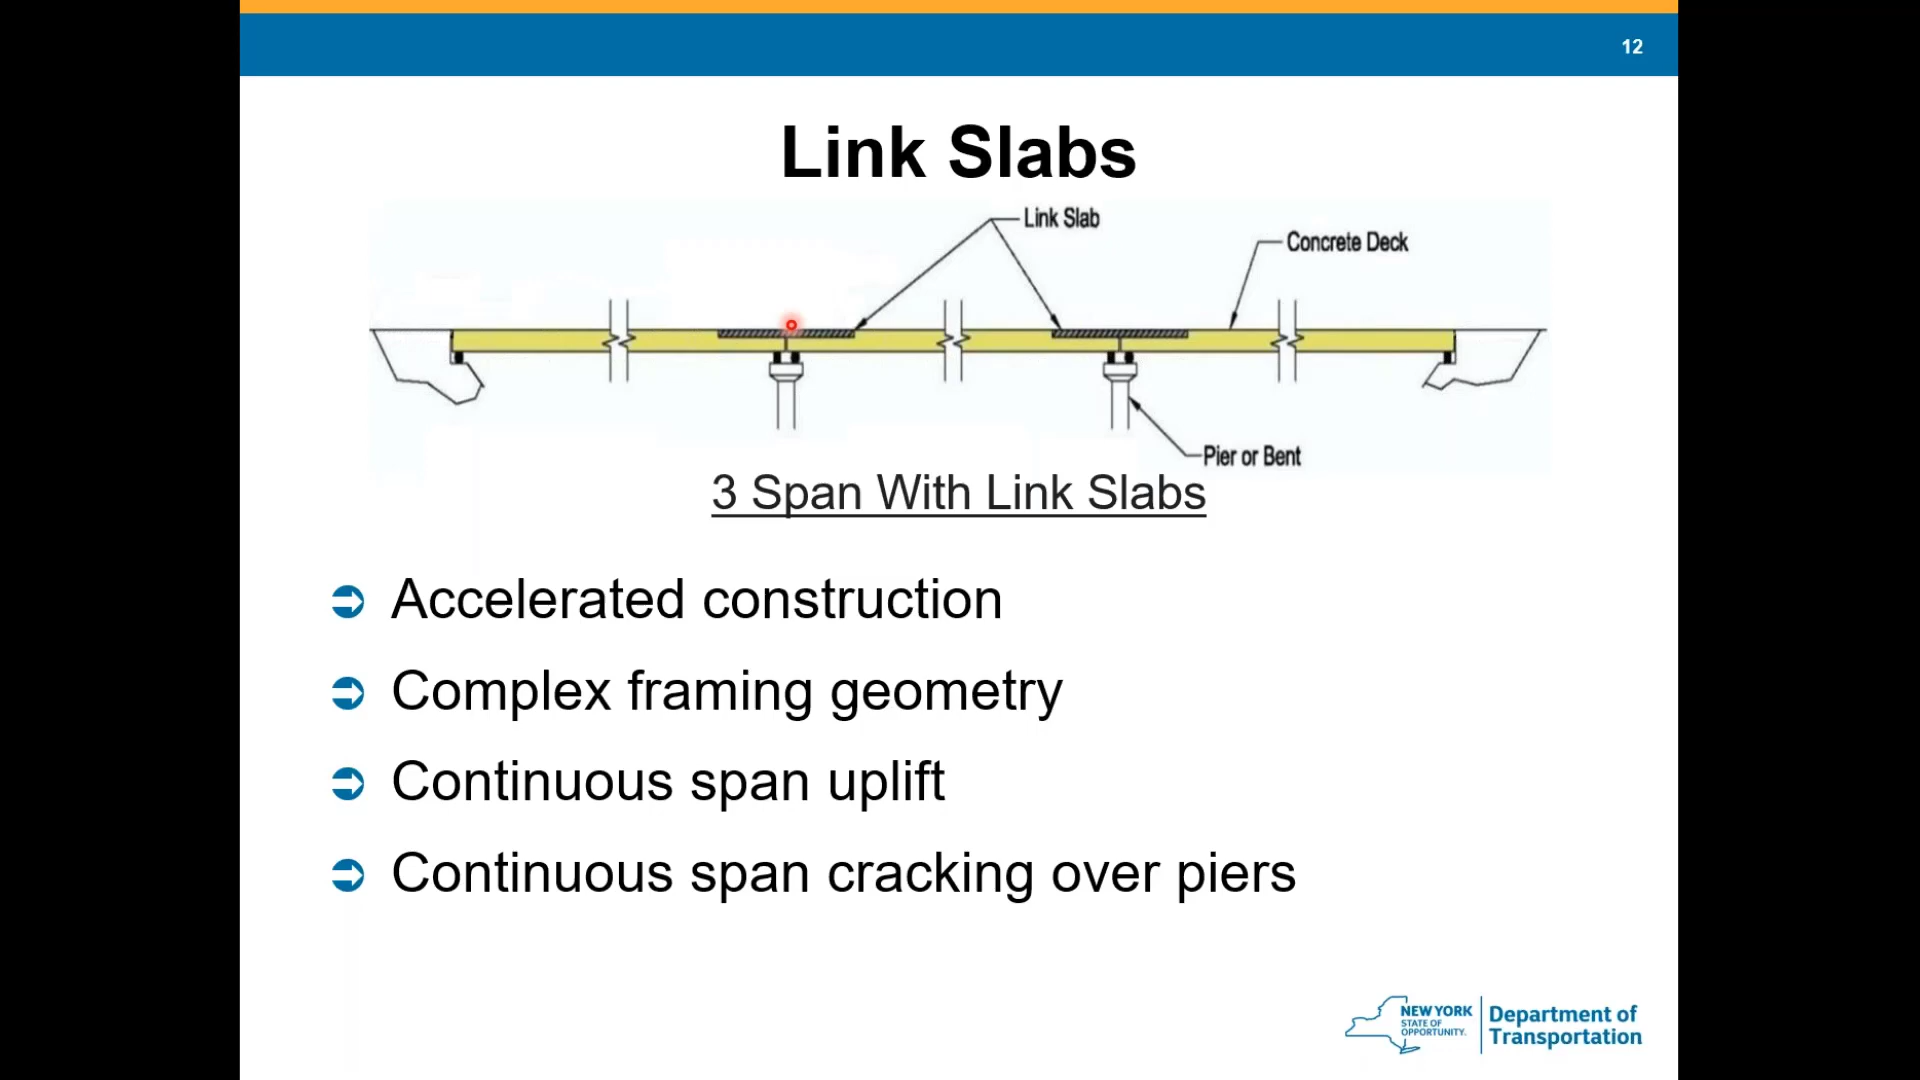 12
Link Slabs
Link Slab
Concrete Deck
Pier or Bent
3 Span With Link Slabs
Accelerated construction
Complex framing geometry
Continuous span uplift
Continuous span cracking over piers
NEW YORK
STATE OF
OPPORTUNITY.
Department of
Transportation